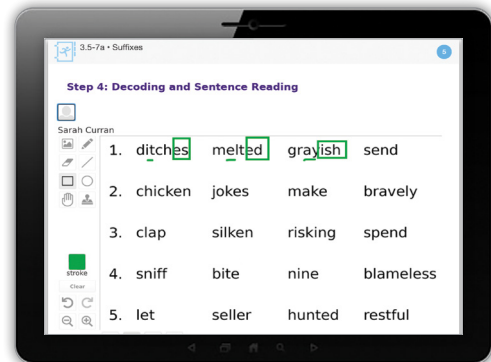 3.5-7a • Suffixes
6
Step 4: Decoding and Sentence Reading
Sarah Curran
1. ditches melted grayish send
2. chicken jokes make bravely
3. clap silken risking spend
stroke
Clear
4. sniff bite nine blameless
5. let seller hunted restful